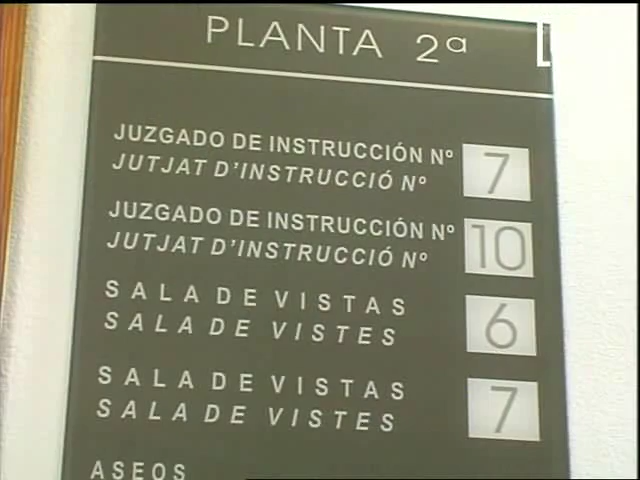 PLANTA 2ª
JUZGADO DE INSTRUCCIÓN Nº 7
JUTJAT D'INSTRUCCIÓ Nº
JUZGADO DE INSTRUCCIÓN Nº 10
JUTJAT D'INSTRUCCIÓ Nº
SALA DE VISTAS 6
SALA DE VISTES
SALA DE VISTAS 7
SALA DE VISTES
ASEOS